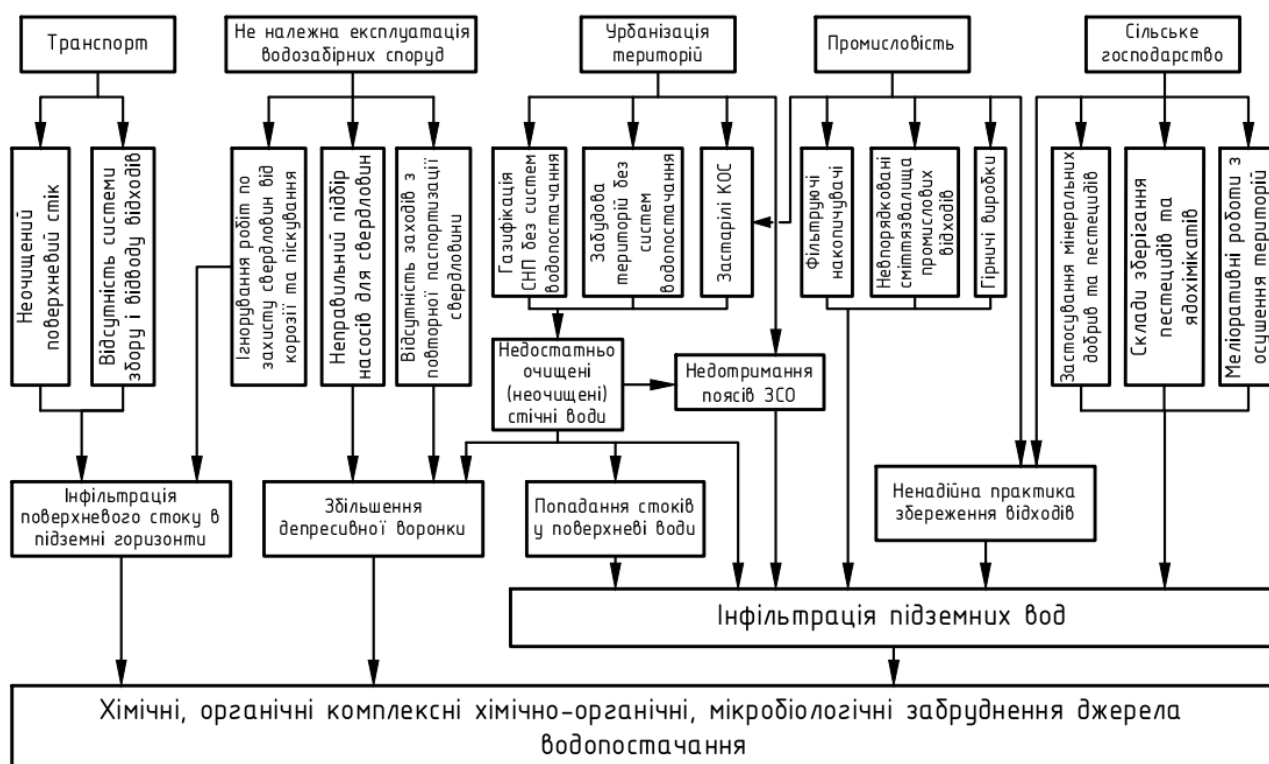 Транспорт
Не належна експлуатація
водозабірних споруд
Урбанізація
територій
Промисловість
Сільське
господарство
Неочищений
поверхневий стік
Відсутність системи
збору і відводу відходів
Ігнорування робіт по
захисту свердловин від
корозії та піскування
Неправильний підбір
насосів для свердловин
Відсутність заходів з
повторної паспортизації
свердловини
Газифікація
СНП без систем
водопостачання
Забудова
територій без
систем
водопостачання
Застарілі КОС
Фільтруючі
накопичувачі
Невпорядковані
сміттязвалища
промислових
відходів
Гірничі виробки
Застосування мінеральних
добрив та пестецидів
Склади зберігання
пестецидів та
ядохімікатів
Меліоративні роботи з
осушення територій
Недостатньо
очищені
(неочищені)
стічні води
Недотримання
поясів ЗСО
Інфільтрація
поверхневого стоку в
підземні горизонти
Збільшення
депресивної воронки
Попадання стоків
у поверхневі води
Ненадійна практика
збереження відходів
Інфільтрація підземних вод
Хімічні, органічні комплексні хімічно-органічні, мікробіологічні забруднення джерела
водопостачання